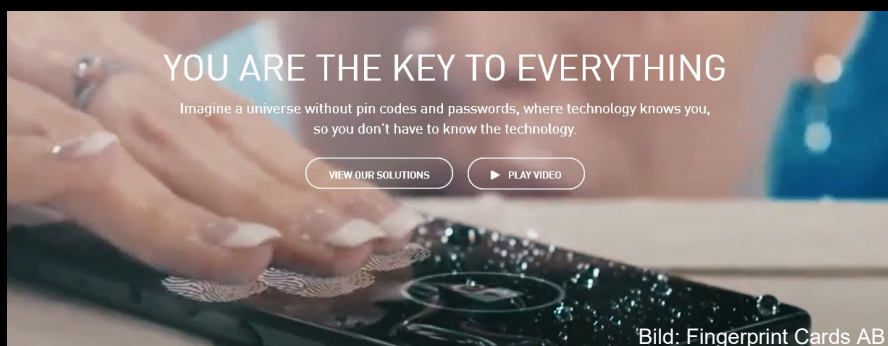 YOU ARE THE KEY TO EVERYTHING
Imagine a universe without pin codes and passwords, where technology knows you,
so you don't have to know the technology.
VIEW OUR SOLUTIONS
PLAY VIDEO
Bild: Fingerprint Cards AB